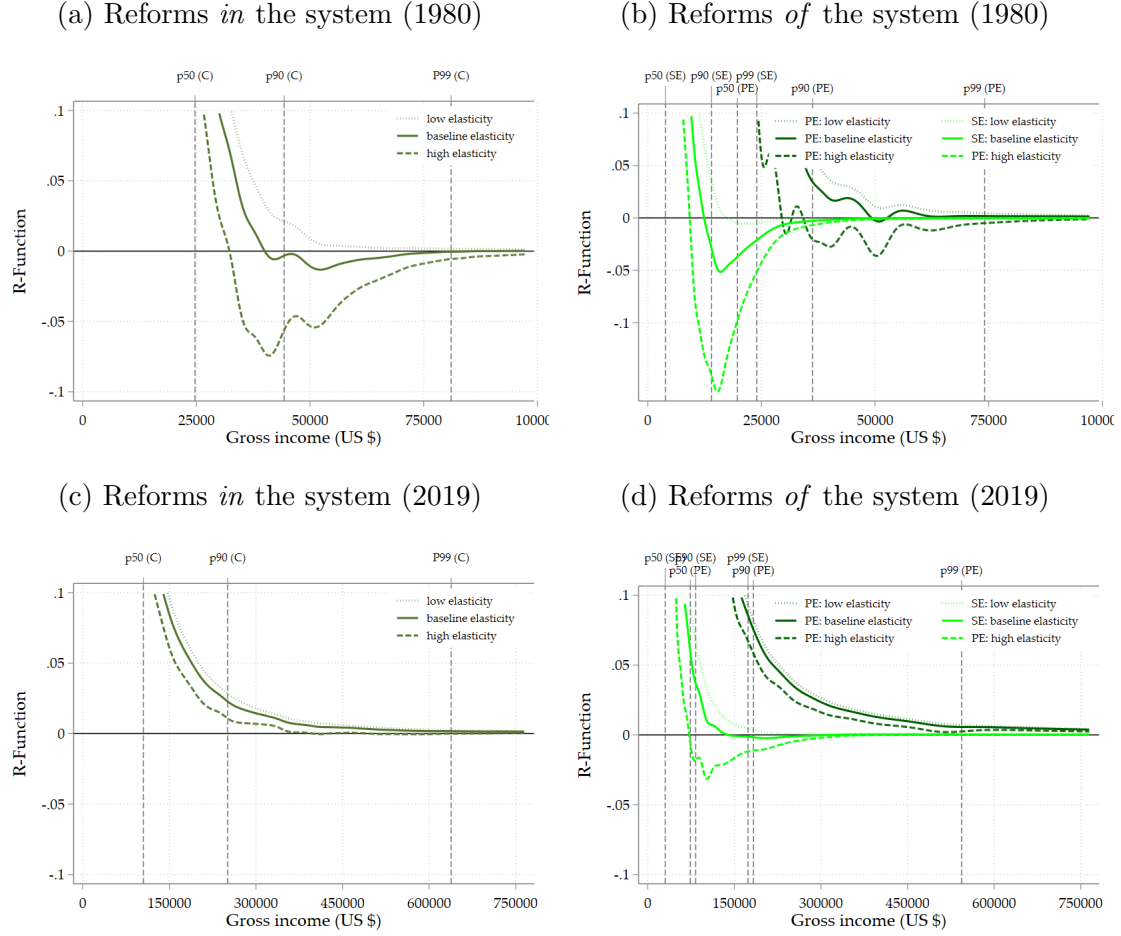 (a) Reforms in the system (1980)
p50 (C) p90 (C) P99 (C)
.1
.05
0
-.05
-.1
R-Function
low elasticity
baseline elasticity
high elasticity
0 25000 50000 75000 10000
Gross income (US $)
(b) Reforms of the system (1980)
p50 (SE) p90 (SE) p99 (SE)
p50 (PE) p90 (PE) p99 (PE)
.1
.05
0
-.05
-.1
R-Function
PE: low elasticity SE: low elasticity
PE: baseline elasticity SE: baseline elasticity
PE: high elasticity PE: high elasticity
0 25000 50000 75000 10000
Gross income (US $)
(c) Reforms in the system (2019)
p50 (C) p90 (C) P99 (C)
.1
.05
0
-.05
-.1
R-Function
low elasticity
baseline elasticity
high elasticity
0 150000 300000 450000 600000 750000
Gross income (US $)
(d) Reforms of the system (2019)
p50 (SE) p90 (SE) p99 (SE)
p50 (PE) p90 (PE) p99 (PE)
.1
.05
0
-.05
-.1
R-Function
PE: low elasticity SE: low elasticity
PE: baseline elasticity SE: baseline elasticity
PE: high elasticity PE: high elasticity
0 150000 300000 450000 600000 750000
Gross income (US $)